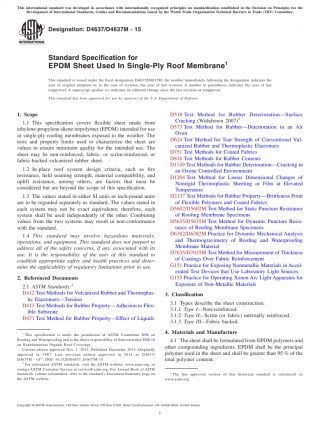 This international standard was developed in accordance with internationally recognized principles on standardization established in the Decision on Principles for the
Development of International Standards, Guides and Recommendations issued by the World Trade Organization Technical Barriers to Trade (TBT) Committee.
Designation: D4637/D4637M − 15
Standard Specification for
EPDM Sheet Used In Single-Ply Roof Membrane1
This standard is issued under the fixed designation D4637/D4637M; the number immediately following the designation indicates the
year of original adoption or, in the case of revision, the year of last revision. A number in parentheses indicates the year of last
reapproval. A superscript epsilon (ε) indicates an editorial change since the last revision or reapproval.
This standard has been approved for use by agencies of the U.S. Department of Defense.
1. Scope
1.1 This specification covers flexible sheet made from
ethylene-propylene-diene terpolymer (EPDM) intended for use
in single-ply roofing membranes exposed to the weather. The
tests and property limits used to characterize the sheet are
values to ensure minimum quality for the intended use. The
sheet may be non-reinforced, fabric- or scrim-reinforced, or
fabric-backed vulcanized rubber sheet.
1.2 In-place roof system design criteria, such as fire
resistance, field seaming strength, material compatibility, and
uplift resistance, among others, are factors that must be
considered but are beyond the scope of this specification.
1.3 The values stated in either SI units or inch-pound units
are to be regarded separately as standard. The values stated in
each system may not be exact equivalents; therefore, each
system shall be used independently of the other. Combining
values from the two systems may result in non-conformance
with the standard.
1.4 This standard may involve hazardous materials,
operations, and equipment. This standard does not purport to
address all of the safety concerns, if any, associated with its
use. It is the responsibility of the user of this standard to
establish appropriate safety and health practices and deter-
mine the applicability of regulatory limitations prior to use.
2. Referenced Documents
2.1 ASTM Standards:2
D412 Test Methods for Vulcanized Rubber and Thermoplas-
tic Elastomers—Tension
D413 Test Methods for Rubber Property—Adhesion to Flex-
ible Substrate
D471 Test Method for Rubber Property—Effect of Liquids
1 This specification is under the jurisdiction of ASTM Committee D08 on
Roofing and Waterproofing and is the direct responsibility of Subcommittee D08.18
on Nonbituminous Organic Roof Coverings.
Current edition approved Nov. 1, 2015. Published December 2015. Originally
approved in 1987. Last previous edition approved in 2014 as D4637/
2 For referenced ASTM standards, visit the ASTM website, www.astm.org, or
contact ASTM Customer Service at service@astm.org. For Annual Book of ASTM
Standards volume information, refer to the standard's Document Summary page on
the ASTM website.
D518 Test Method for Rubber Deterioration—Surface
Cracking (Withdrawn 2007)3
D573 Test Method for Rubber—Deterioration in an Air
Oven
D624 Test Method for Tear Strength of Conventional Vul-
canized Rubber and Thermoplastic Elastomers
D751 Test Methods for Coated Fabrics
D816 Test Methods for Rubber Cements
D1149 Test Methods for Rubber Deterioration—Cracking in
an Ozone Controlled Environment
D1204 Test Method for Linear Dimensional Changes of
Nonrigid Thermoplastic Sheeting or Film at Elevated
Temperature
D2137 Test Methods for Rubber Property—Brittleness Point
of Flexible Polymers and Coated Fabrics
D5602/D5602M Test Method for Static Puncture Resistance
of Roofing Membrane Specimens
D5635/D5635M Test Method for Dynamic Puncture Resis-
tance of Roofing Membrane Specimens
D6382/D6382M Practice for Dynamic Mechanical Analysis
and Thermogravimetry of Roofing and Waterproofing
Membrane Material
D7635/D7635M Test Method for Measurement of Thickness
of Coatings Over Fabric Reinforcement
G151 Practice for Exposing Nonmetallic Materials in Accel-
erated Test Devices that Use Laboratory Light Sources
G155 Practice for Operating Xenon Arc Light Apparatus for
Exposure of Non-Metallic Materials
3. Classification
3.1 Types describe the sheet construction:
3.1.1 Type I—Non-reinforced.
3.1.2 Type II—Scrim (or fabric) internally reinforced.
3.1.3 Type III—Fabric backed.
4. Materials and Manufacture
4.1 The sheet shall be formulated from EPDM polymers and
other compounding ingredients. EPDM shall be the principal
polymer used in the sheet and shall be greater than 95 % of the
total polymer content.
3 The last approved version of this historical standard is referenced on
www.astm.org.
Copyright © ASTM International, 100 Barr Harbor Drive, PO Box C700, West Conshohocken, PA 19428-2959. United States
1